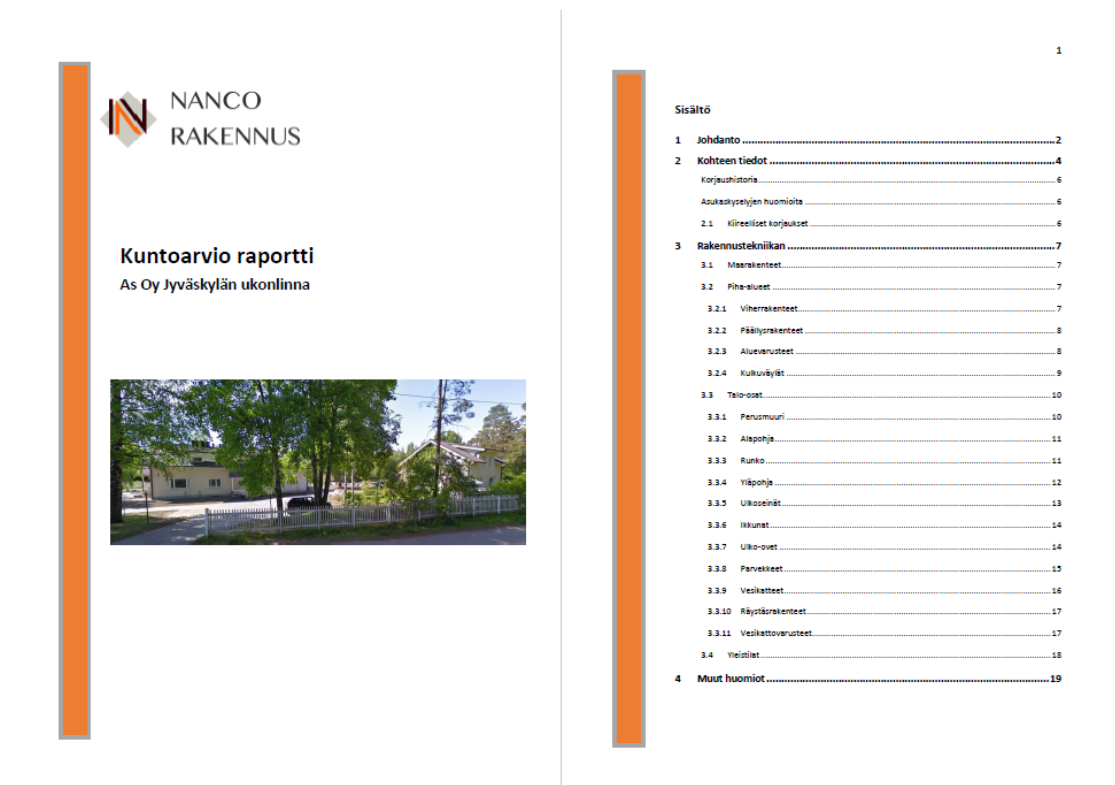 NANCO
RAKENNUS
Kuntoarvio raportti
As Oy Jyväskylän ukonlinna
1
Sisältö
1 Johdanto 2
2 Kohteen tiedot 4
Korjaushistoria 6
Asukaskyselyjen huomioita 6
2.1 Kiireelliset korjaukset 6
3 Rakennustekniikan 7
3.1 Maarakenteet 7
3.2 Piha-alueet 7
3.2.1 Viherrakenteet 7
3.2.2 Päällysrakenteet 8
3.2.3 Aluevarusteet 8
3.2.4 Kulkuväylät 9
3.3 Talo-osat 10
3.3.1 Perusmuuri 10
3.3.2 Alapohja 11
3.3.3 Runko 11
3.3.4 Yläpohja 12
3.3.5 Ulkoseinät 13
3.3.6 Ikkunat 14
3.3.7 Ulko-ovet 14
3.3.8 Parvekkeet 15
3.3.9 Vesikatteet 16
3.3.10 Räystäsrakenteet 17
3.3.11 Vesikattovarusteet 17
3.4 Yleistilat 18
4 Muut huomiot 19